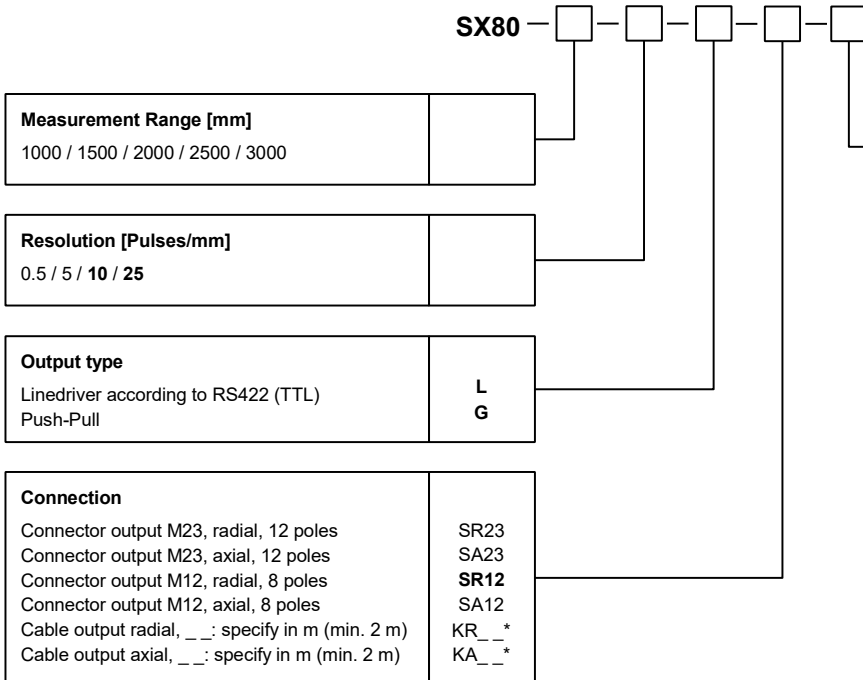 SX80
Measurement Range [mm]
1000 / 1500 / 2000 / 2500 / 3000
Resolution [Pulses/mm]
0.5 / 5 / 10 / 25
Output type
Linedriver according to RS422 (TTL) L
Push-Pull G
Connection
Connector output M23, radial, 12 poles SR23
Connector output M23, axial, 12 poles SA23
Connector output M12, radial, 8 poles SR12
Connector output M12, axial, 8 poles SA12
Cable output radial, _ _: specify in m (min. 2 m) KR_ _*
Cable output axial, _ _: specify in m (min. 2 m) KA_ _*